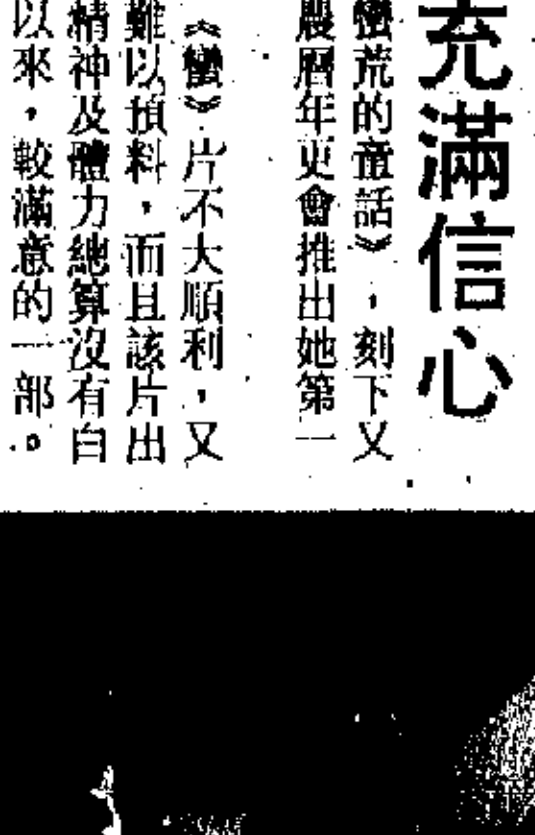 充滿信心
蠻荒的童話》,刻下又
農曆年更會推出她第一
《蠻》片不大順利,又
難以預料,而且該片出
精神及體力總算沒有白
以來,較滿意的一部。